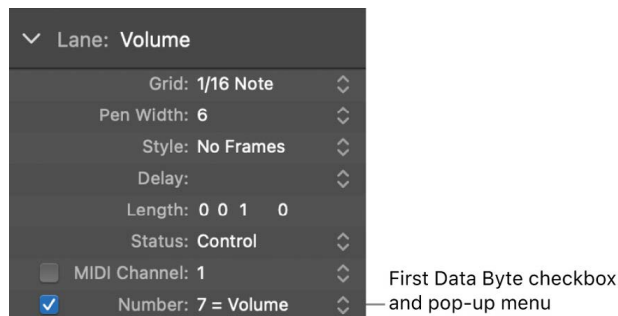 Lane: Volume
Grid: 1/16 Note
Pen Width: 6
Style: No Frames
Delay:
Length: 0 0 1 0
Status: Control
MIDI Channel: 1
Number: 7 = Volume
First Data Byte checkbox
and pop-up menu